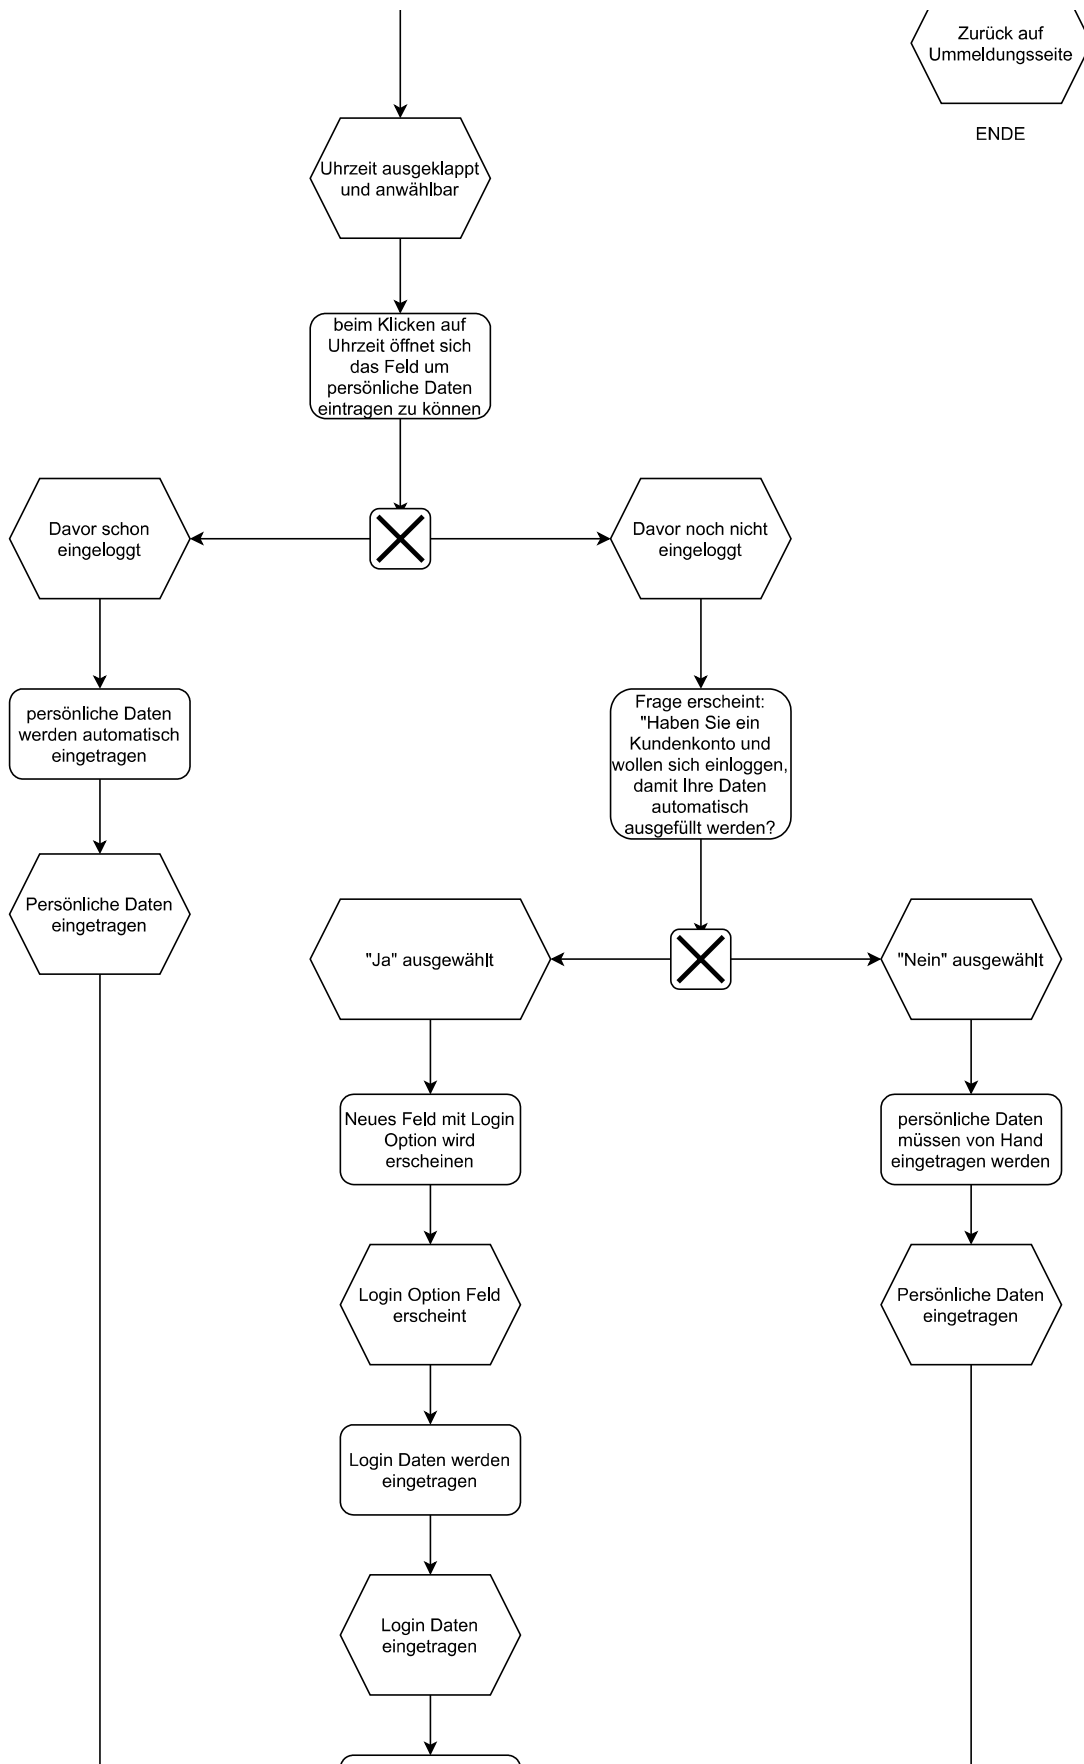 Zurück auf
Ummeldungsseite
ENDE
Uhrzeit ausgeklappt
und anwählbar
beim Klicken auf
Uhrzeit öffnet sich
das Feld um
persönliche Daten
eintragen zu können
Davor schon
eingeloggt
Davor noch nicht
eingeloggt
persönliche Daten
werden automatisch
eingetragen
Frage erscheint:
"Haben Sie ein
Kundenkonto und
wollen sich einloggen,
damit Ihre Daten
automatisch
ausgefüllt werden?
Persönliche Daten
eingetragen
"Ja" ausgewählt
"Nein" ausgewählt
Neues Feld mit Login
Option wird
erscheinen
persönliche Daten
müssen von Hand
eingetragen werden
Login Option Feld
erscheint
Persönliche Daten
eingetragen
Login Daten werden
eingetragen
Login Daten
eingetragen